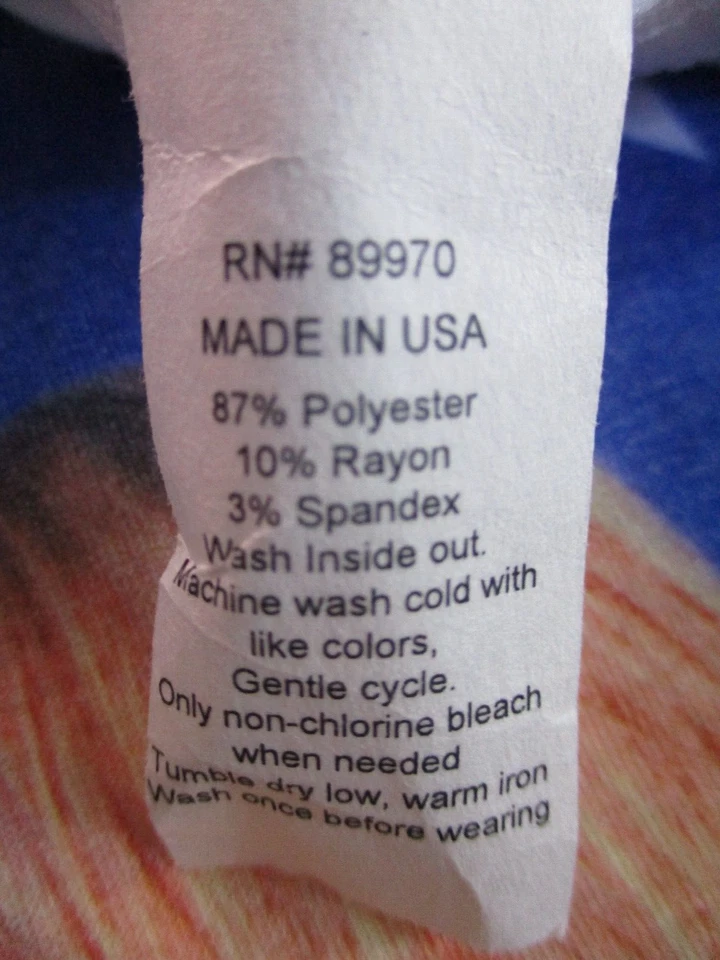 RN# 89970
MADE IN USA
87% Polyester
10% Rayon
3% Spandex
Wash Inside out.
Machine wash cold with
like colors,
Gentle cycle.
Only non-chlorine bleach
when needed
Tumble dry low, warm iron
Wash once before wearing